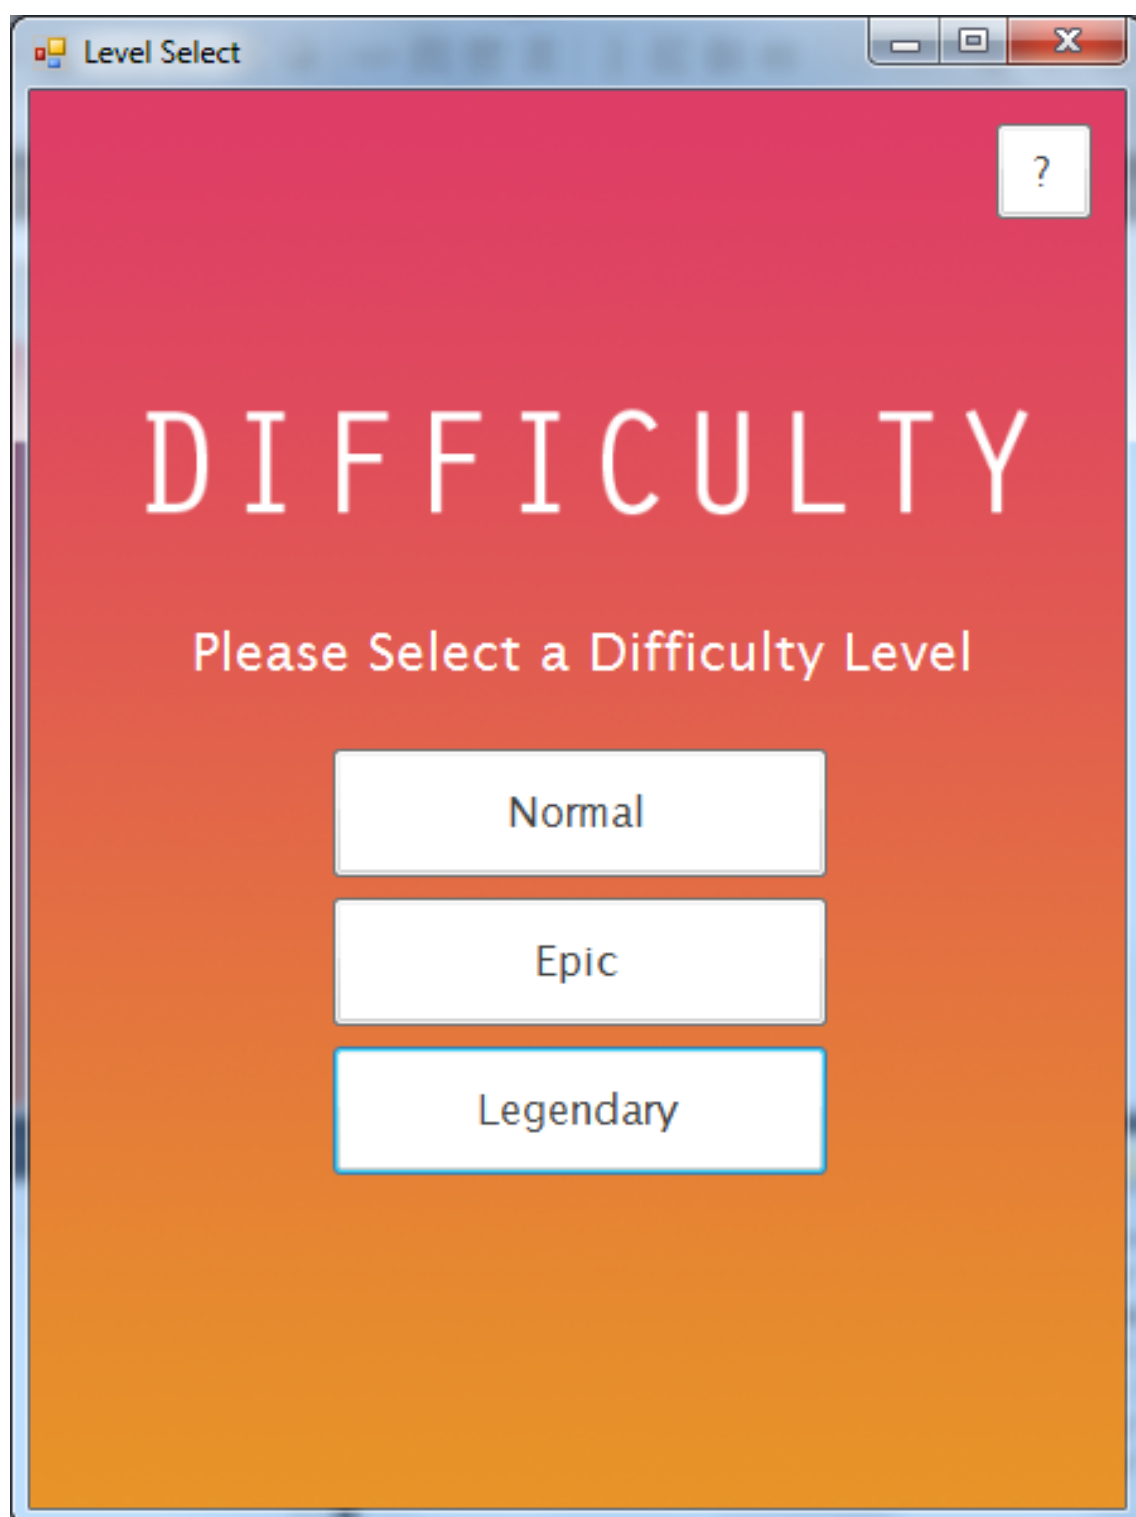 Level Select
?
DIFFICULTY
Please Select a Difficulty Level
Normal
Epic
Legendary